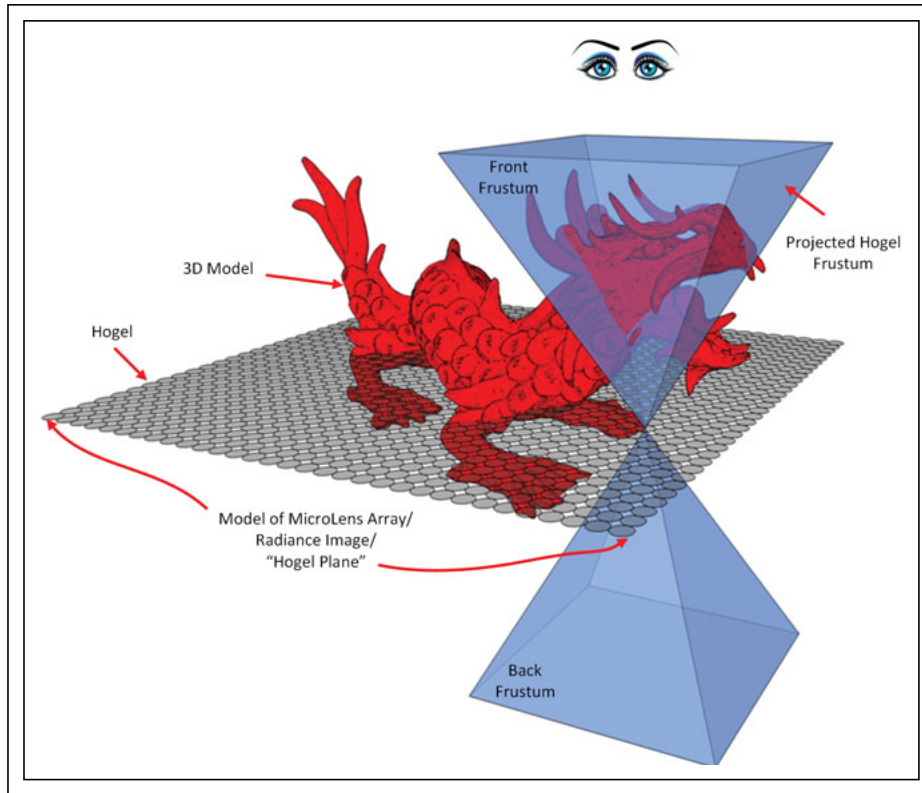 Front
Frustum
Projected Hogel
Frustum
3D Model
Hogel
Model of MicroLens Array/
Radiance Image/
"Hogel Plane"
Back
Frustum